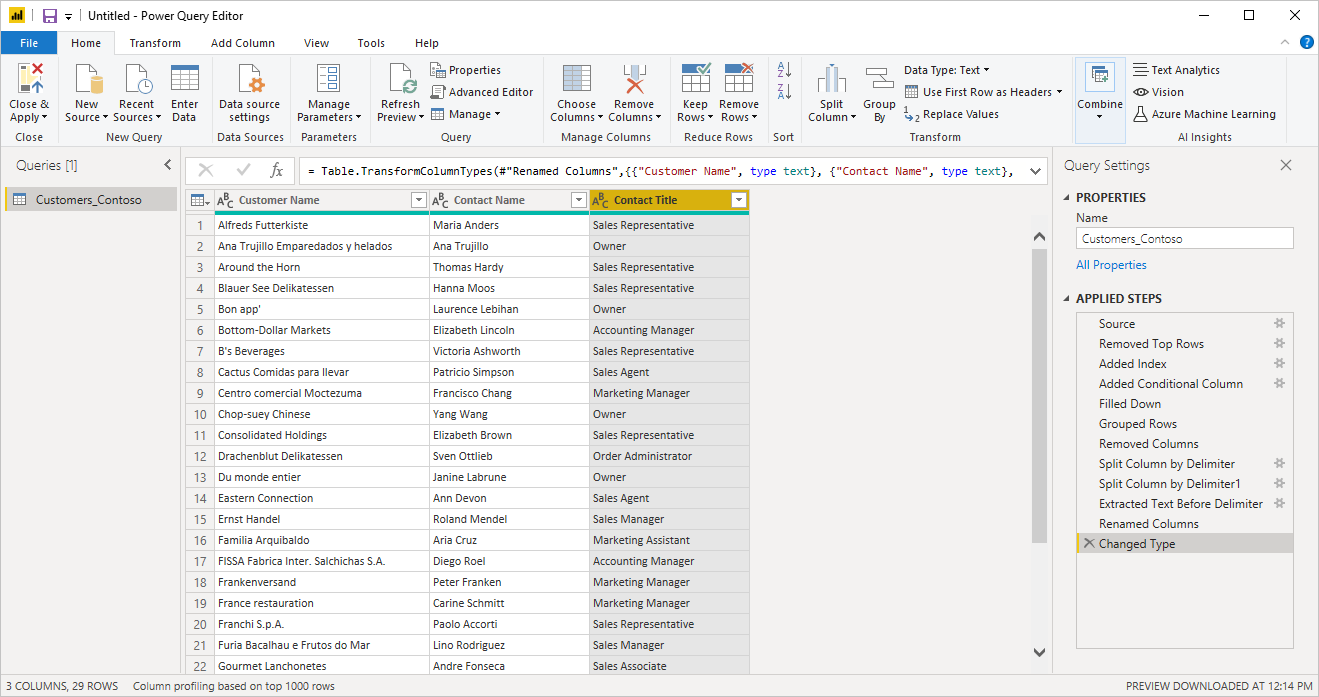 Untitled - Power Query Editor
File Home Transform Add Column View Tools Help
Close & Apply
New Source
Recent Sources
Enter Data
Data source settings
Manage Parameters
Refresh Preview
Properties
Advanced Editor
Manage
Choose Columns
Remove Columns
Keep Rows
Remove Rows
Split Column
Group By
Data Type: Text
Use First Row as Headers
Replace Values
Combine
Text Analytics
Vision
Azure Machine Learning
Close New Query Data Sources Parameters Query Manage Columns Reduce Rows Sort Transform AI Insights
Queries [1]
Customers_Contoso
fx = Table.TransformColumnTypes(#"Renamed Columns",{{"Customer Name", type text}, {"Contact Name", type text},
ABC Customer Name ABC Contact Name ABC Contact Title
1 Alfreds Futterkiste Maria Anders Sales Representative
2 Ana Trujillo Emparedados y helados Ana Trujillo Owner
3 Around the Horn Thomas Hardy Sales Representative
4 Blauer See Delikatessen Hanna Moos Sales Representative
5 Bon app' Laurence Lebihan Owner
6 Bottom-Dollar Markets Elizabeth Lincoln Accounting Manager
7 B's Beverages Victoria Ashworth Sales Representative
8 Cactus Comidas para llevar Patricio Simpson Sales Agent
9 Centro comercial Moctezuma Francisco Chang Marketing Manager
10 Chop-suey Chinese Yang Wang Owner
11 Consolidated Holdings Elizabeth Brown Sales Representative
12 Drachenblut Delikatessen Sven Ottlieb Order Administrator
13 Du monde entier Janine Labrune Owner
14 Eastern Connection Ann Devon Sales Agent
15 Ernst Handel Roland Mendel Sales Manager
16 Familia Arquibaldo Aria Cruz Marketing Assistant
17 FISSA Fabrica Inter. Salchichas S.A. Diego Roel Accounting Manager
18 Frankenversand Peter Franken Marketing Manager
19 France restauration Carine Schmitt Marketing Manager
20 Franchi S.p.A. Paolo Accorti Sales Representative
21 Furia Bacalhau e Frutos do Mar Lino Rodriguez Sales Manager
22 Gourmet Lanchonetes Andre Fonseca Sales Associate
Query Settings
PROPERTIES
Name
Customers_Contoso
All Properties
APPLIED STEPS
Source
Removed Top Rows
Added Index
Added Conditional Column
Filled Down
Grouped Rows
Removed Columns
Split Column by Delimiter
Split Column by Delimiter1
Extracted Text Before Delimiter
Renamed Columns
Changed Type
3 COLUMNS, 29 ROWS Column profiling based on top 1000 rows PREVIEW DOWNLOADED AT 12:14 PM